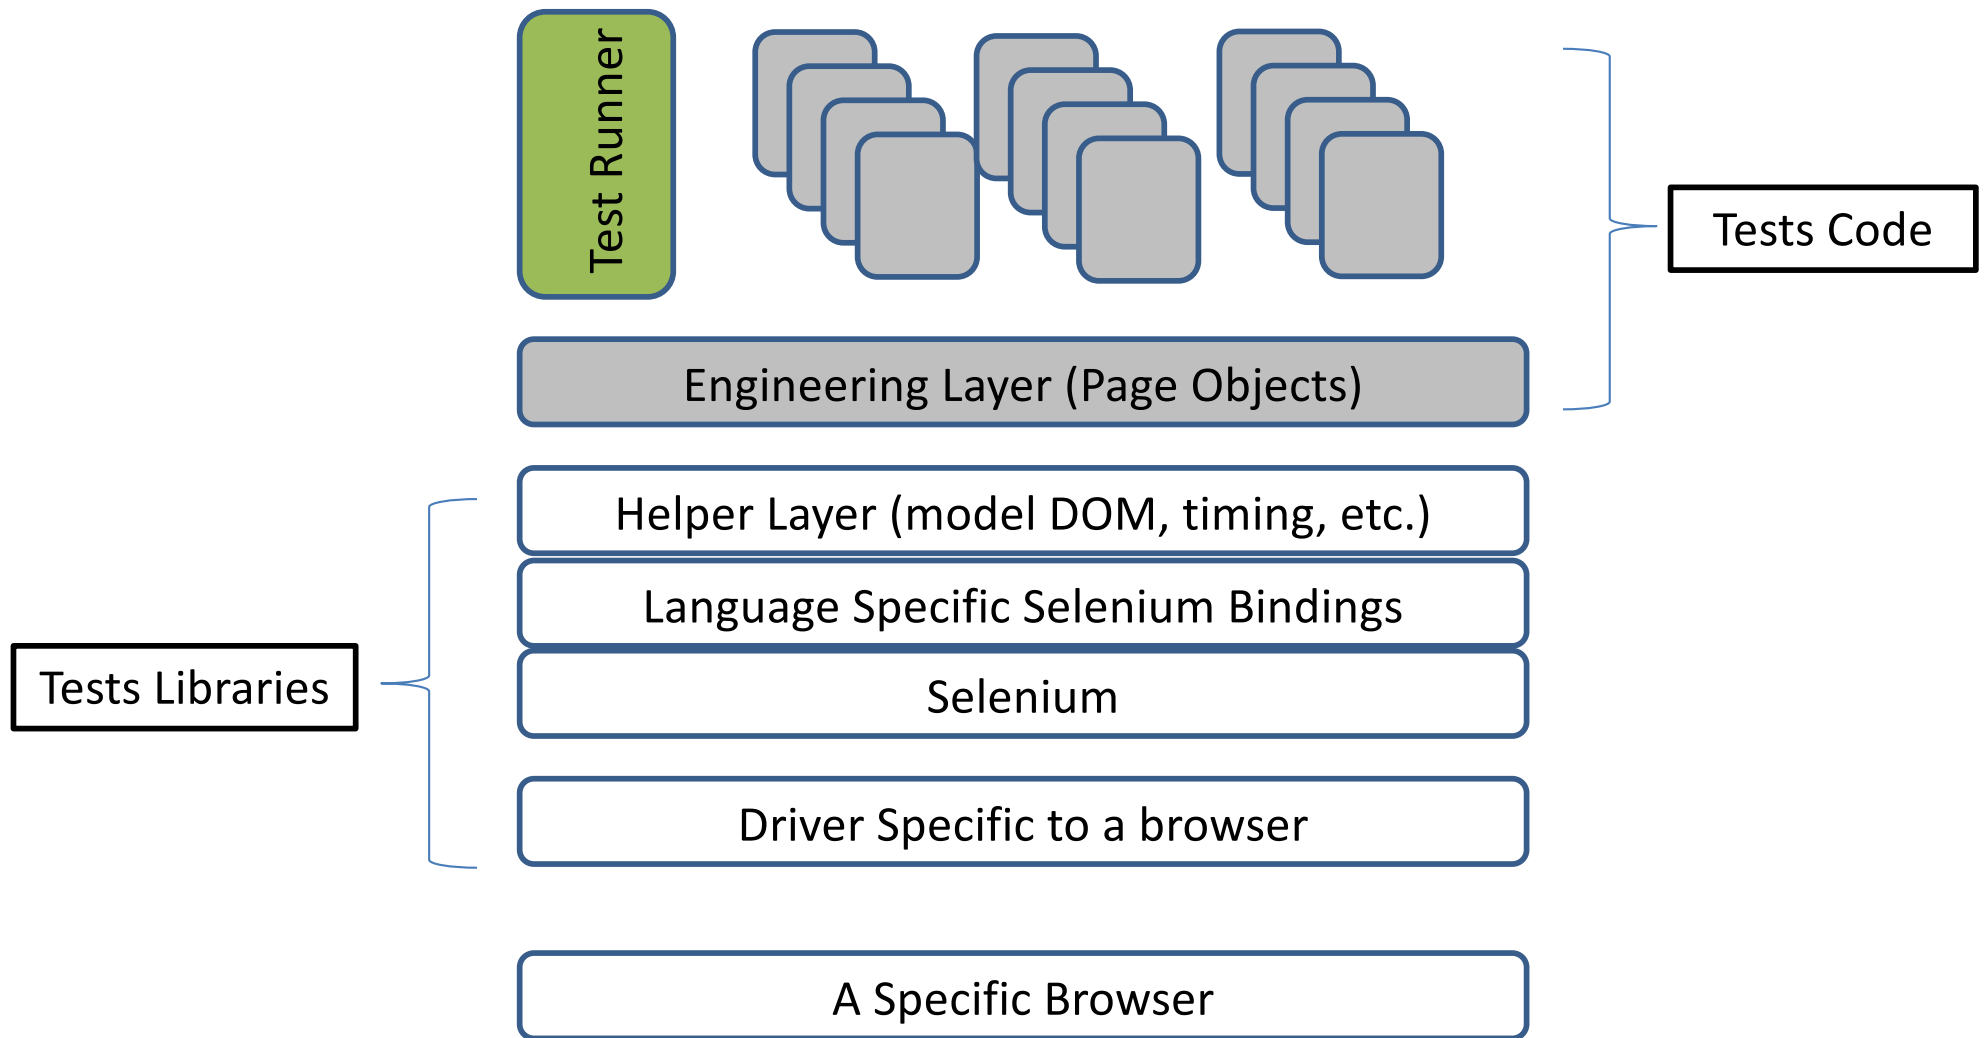 Test Runner
Tests Code
Engineering Layer (Page Objects)
Helper Layer (model DOM, timing, etc.)
Language Specific Selenium Bindings
Tests Libraries
Selenium
Driver Specific to a browser
A Specific Browser